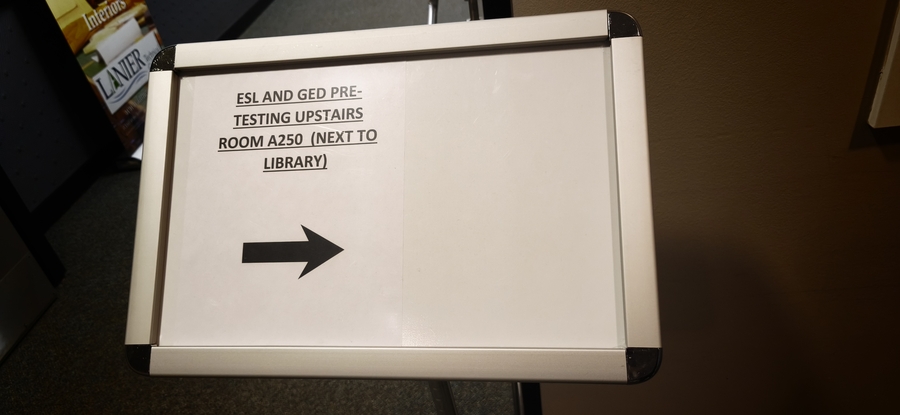 Interiors
LANIER
ESL AND GED PRE-
TESTING UPSTAIRS
ROOM A250 (NEXT TO
LIBRARY)